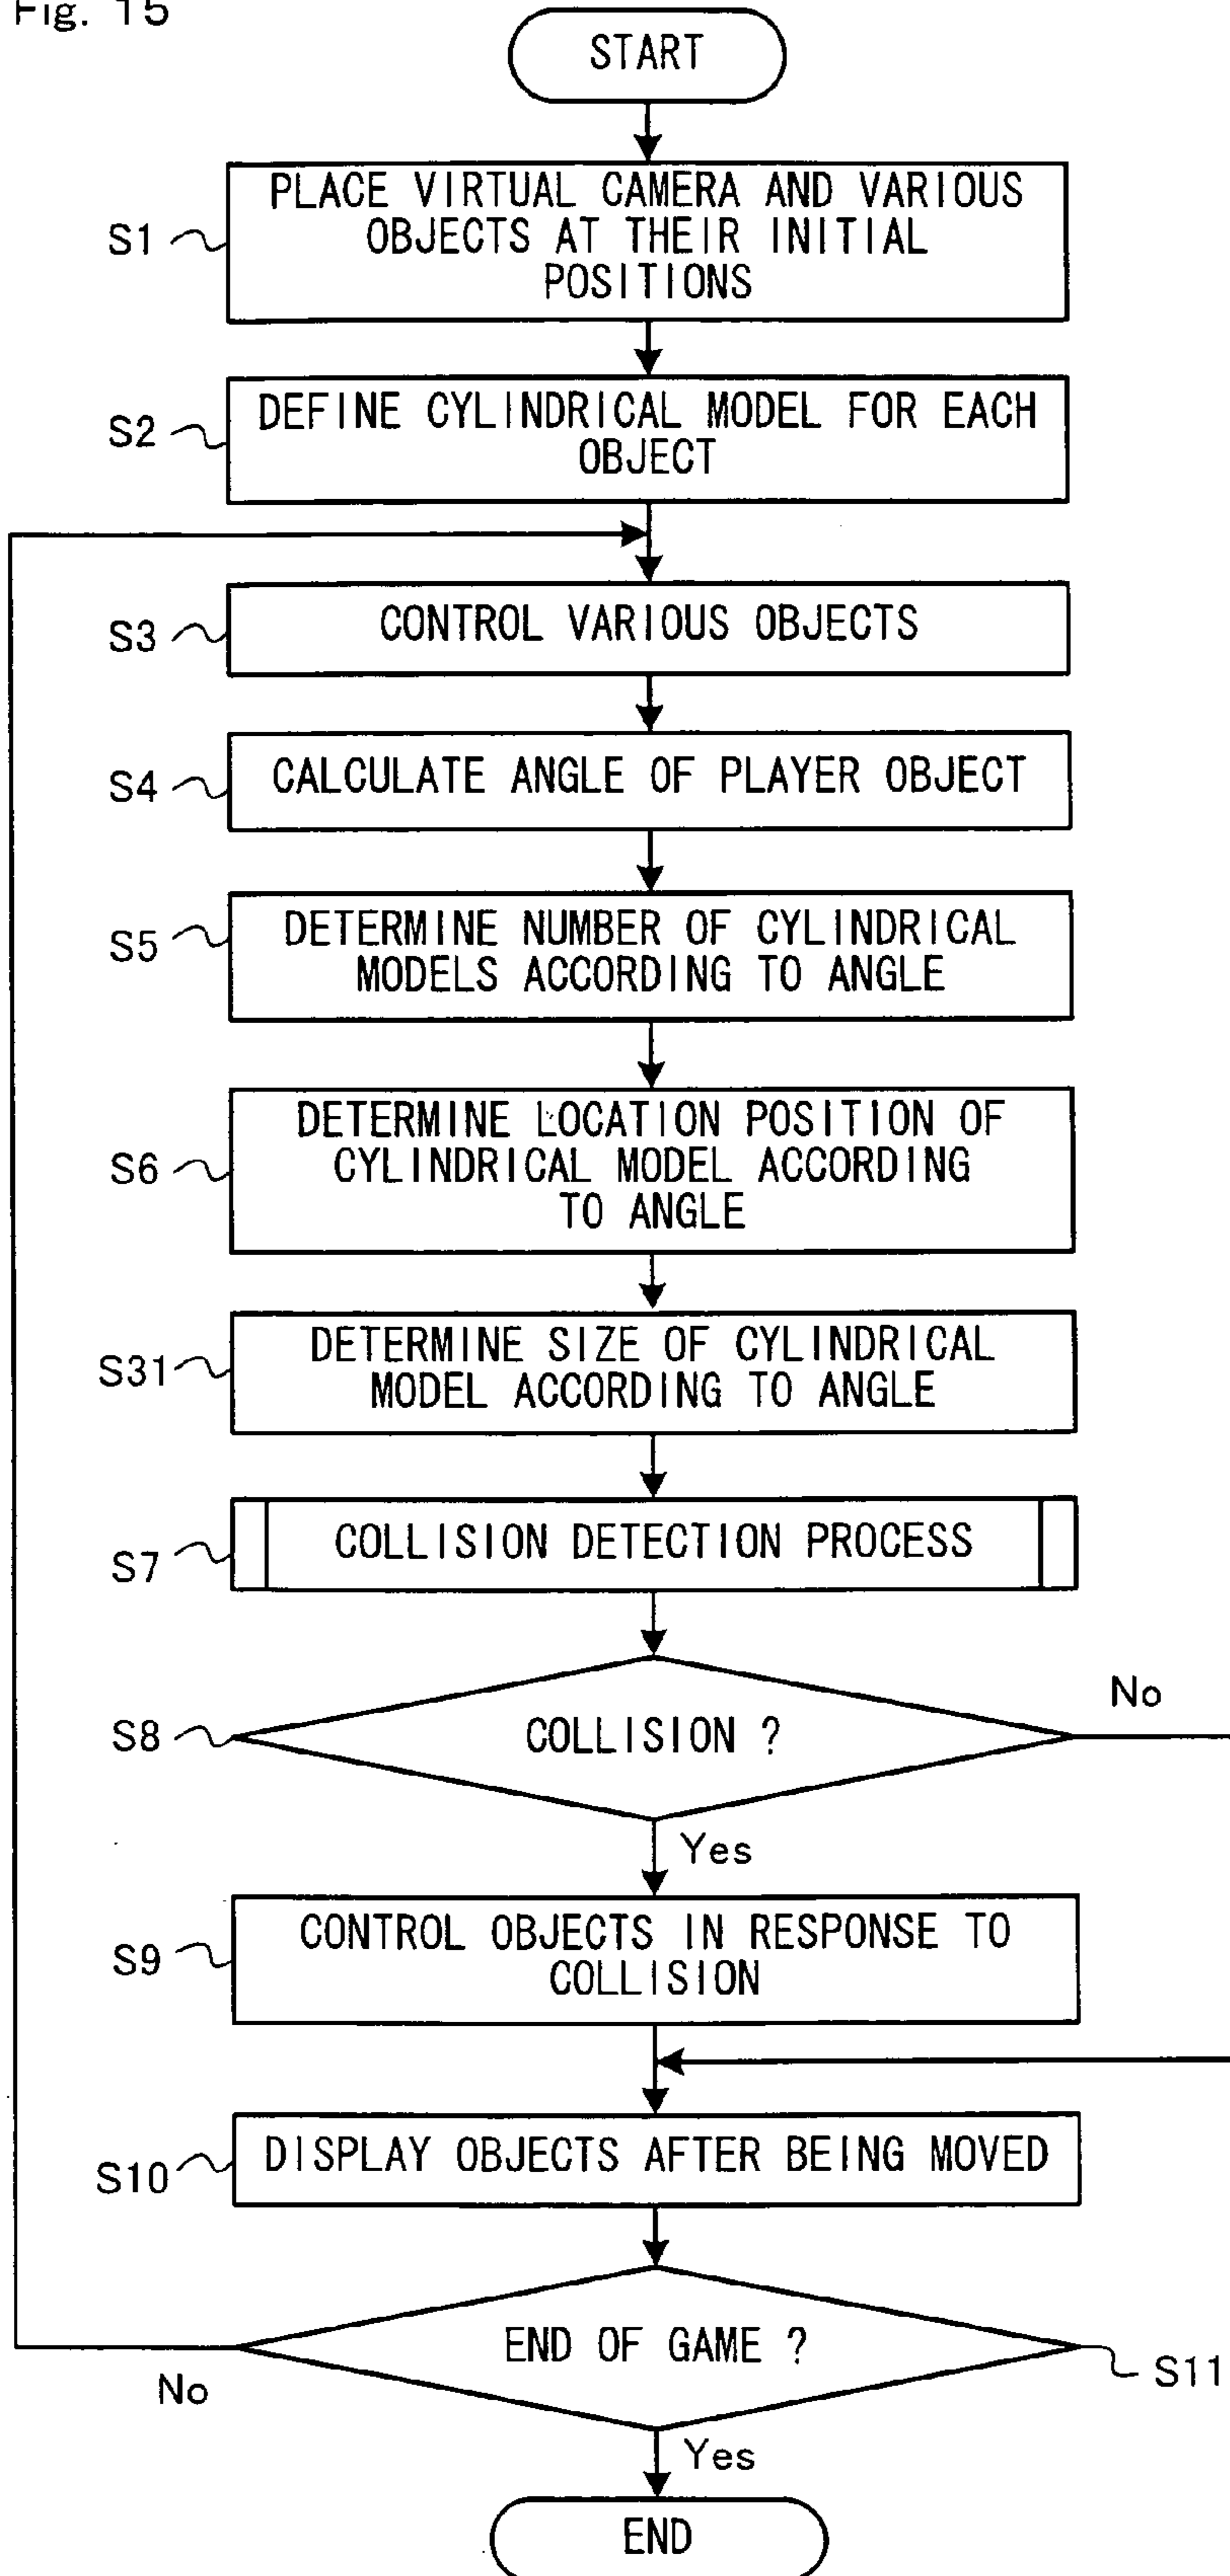 Fig. 15
START
S1
PLACE VIRTUAL CAMERA AND VARIOUS
OBJECTS AT THEIR INITIAL
POSITIONS
S2
DEFINE CYLINDRICAL MODEL FOR EACH
OBJECT
S3
CONTROL VARIOUS OBJECTS
S4
CALCULATE ANGLE OF PLAYER OBJECT
S5
DETERMINE NUMBER OF CYLINDRICAL
MODELS ACCORDING TO ANGLE
S6
DETERMINE LOCATION POSITION OF
CYLINDRICAL MODEL ACCORDING
TO ANGLE
S31
DETERMINE SIZE OF CYLINDRICAL
MODEL ACCORDING TO ANGLE
S7
COLLISION DETECTION PROCESS
S8
COLLISION ?
No
Yes
S9
CONTROL OBJECTS IN RESPONSE TO
COLLISION
S10
DISPLAY OBJECTS AFTER BEING MOVED
END OF GAME ?
S11
No
Yes
END